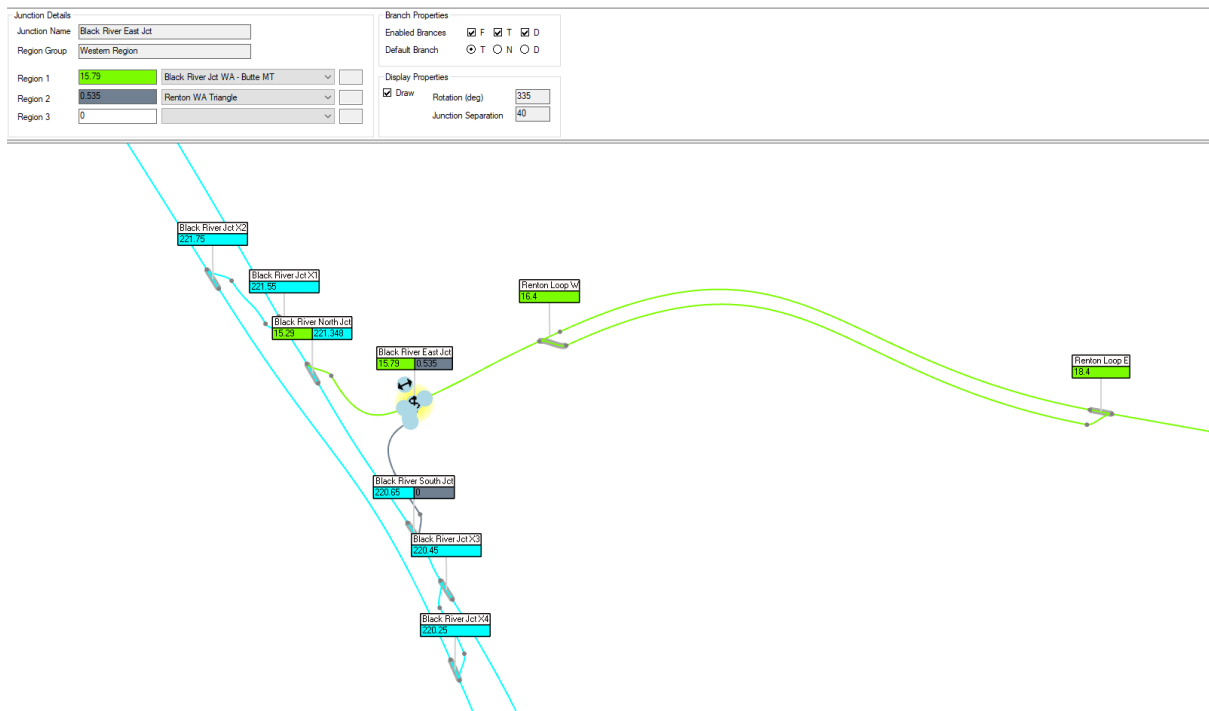 Junction Details
Junction Name Black River East Jct
Region Group Western Region
Region 1 15.79 Black River Jct WA - Butte MT
Region 2 0.535 Renton WA Triangle
Region 3 0
Branch Properties
Enabled Brances F T D
Default Branch T N D
Display Properties
Draw Rotation (deg) 335
Junction Separation 40
Black River Jct X2
221.75
Black River Jct X1
221.55
Black River North Jct
15.29 221.348
Black River East Jct
15.79 0.535
Renton Loop W
16.4
Renton Loop E
18.4
Black River South Jct
220.65 0
Black River Jct X3
220.45
Black River Jct X4
220.25